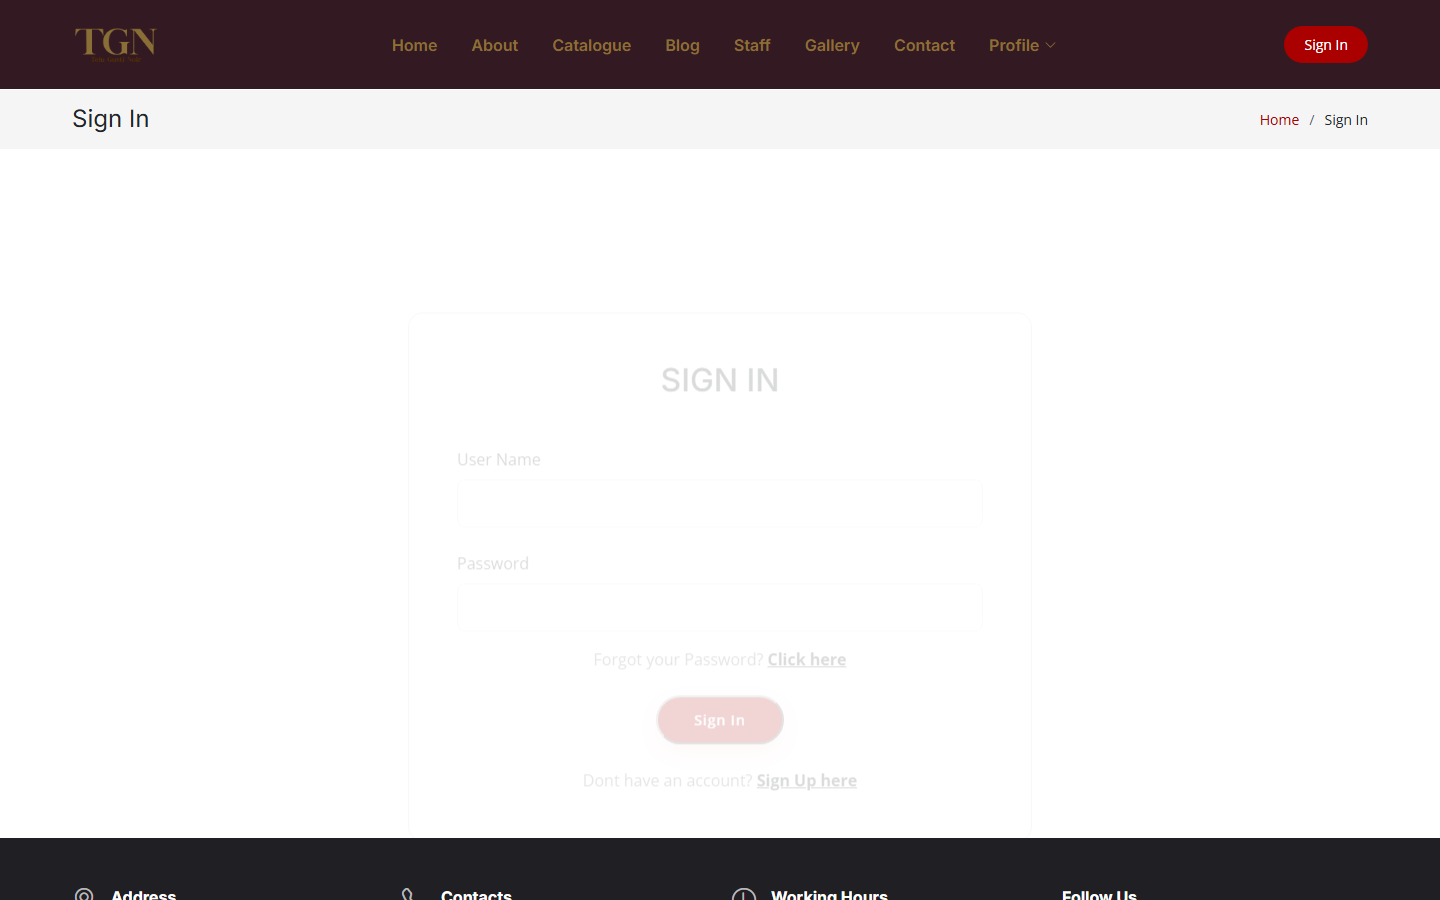 TGN
Home About Catalogue Blog Staff Gallery Contact Profile
Sign In
Sign In
Home / Sign In
SIGN IN
User Name
Password
Forgot your Password? Click here
Sign In
Dont have an account? Sign Up here
Address Contacts Working Hours Follow Us